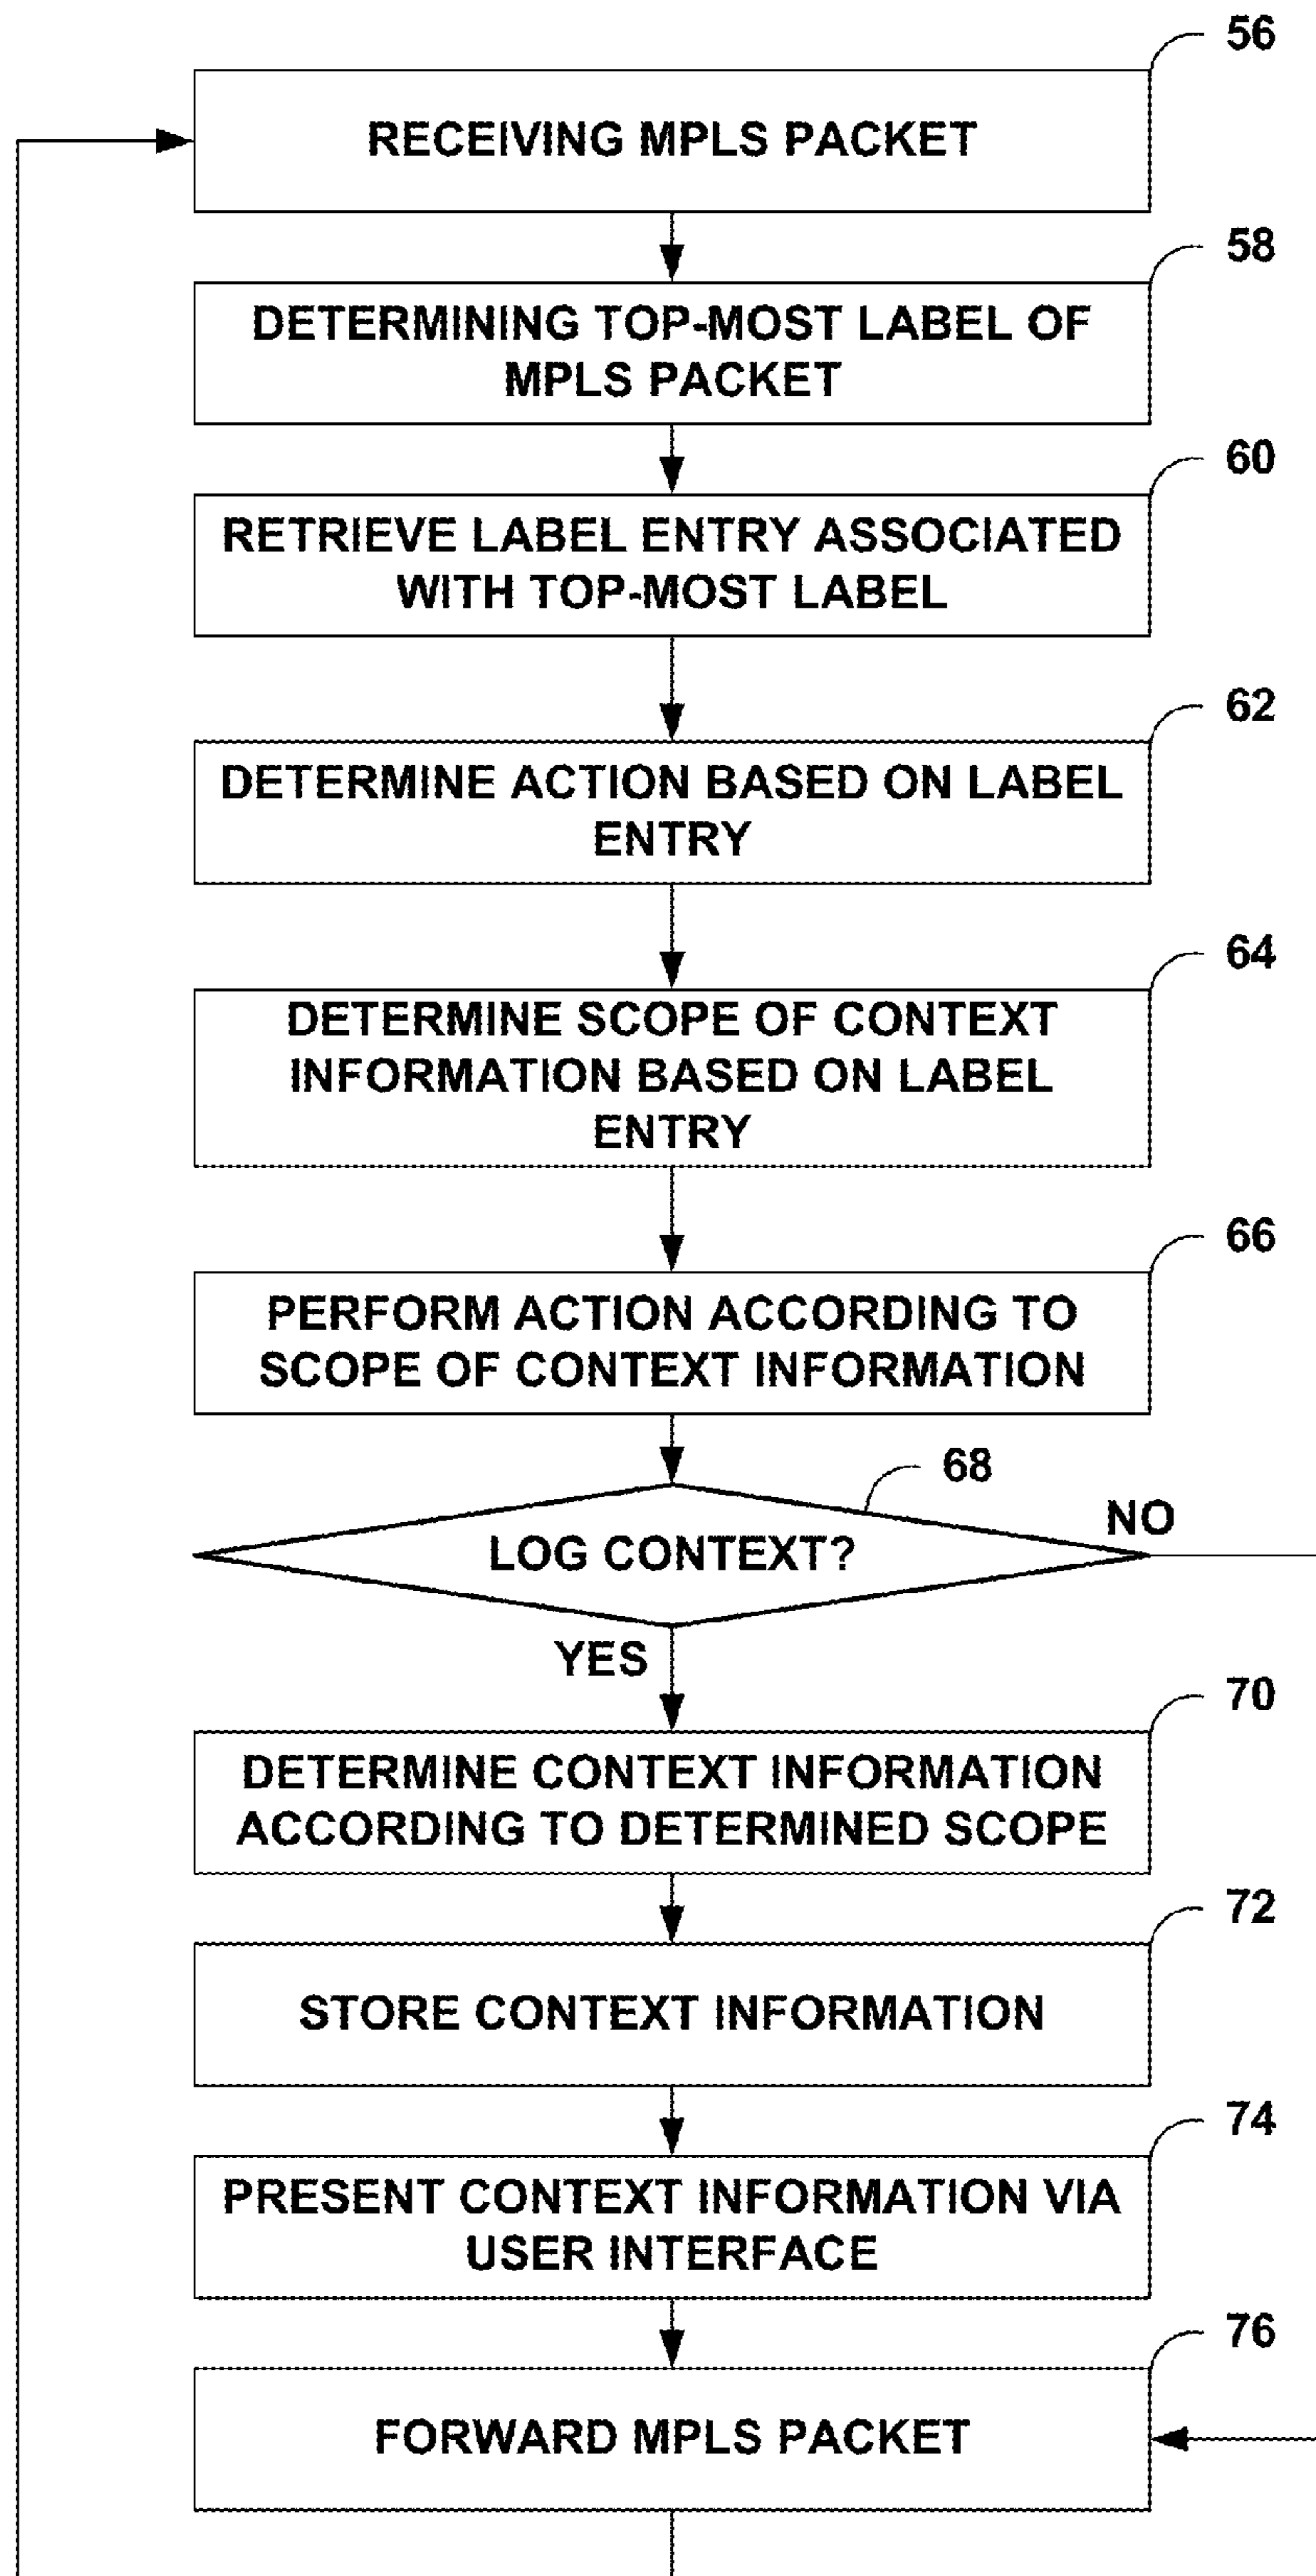 56
RECEIVING MPLS PACKET
58
DETERMINING TOP-MOST LABEL OF
MPLS PACKET
60
RETRIEVE LABEL ENTRY ASSOCIATED
WITH TOP-MOST LABEL
62
DETERMINE ACTION BASED ON LABEL
ENTRY
64
DETERMINE SCOPE OF CONTEXT
INFORMATION BASED ON LABEL
ENTRY
66
PERFORM ACTION ACCORDING TO
SCOPE OF CONTEXT INFORMATION
68
NO
LOG CONTEXT?
YES
70
DETERMINE CONTEXT INFORMATION
ACCORDING TO DETERMINED SCOPE
72
STORE CONTEXT INFORMATION
74
PRESENT CONTEXT INFORMATION VIA
USER INTERFACE
76
FORWARD MPLS PACKET